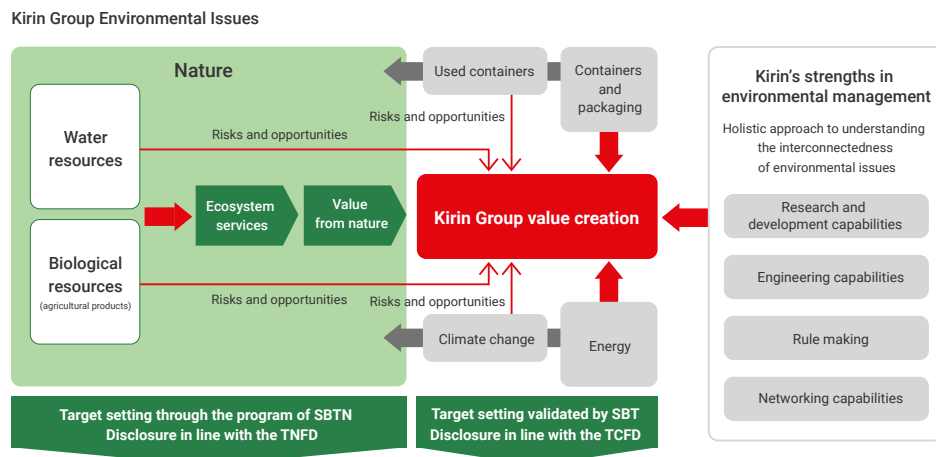 Kirin Group Environmental Issues
Nature
Water
resources
Biological
resources
(agricultural products)
Risks and opportunities
Ecosystem
services
Value
from nature
Risks and opportunities
Used containers
Containers
and
packaging
Risks and opportunities
Kirin Group value creation
Risks and opportunities
Climate change
Energy
Target setting through the program of SBTN
Disclosure in line with the TNFD
Target setting validated by SBT
Disclosure in line with the TCFD
Kirin's strengths in
environmental management
Holistic approach to understanding
the interconnectedness
of environmental issues
Research and
development capabilities
Engineering capabilities
Rule making
Networking capabilities